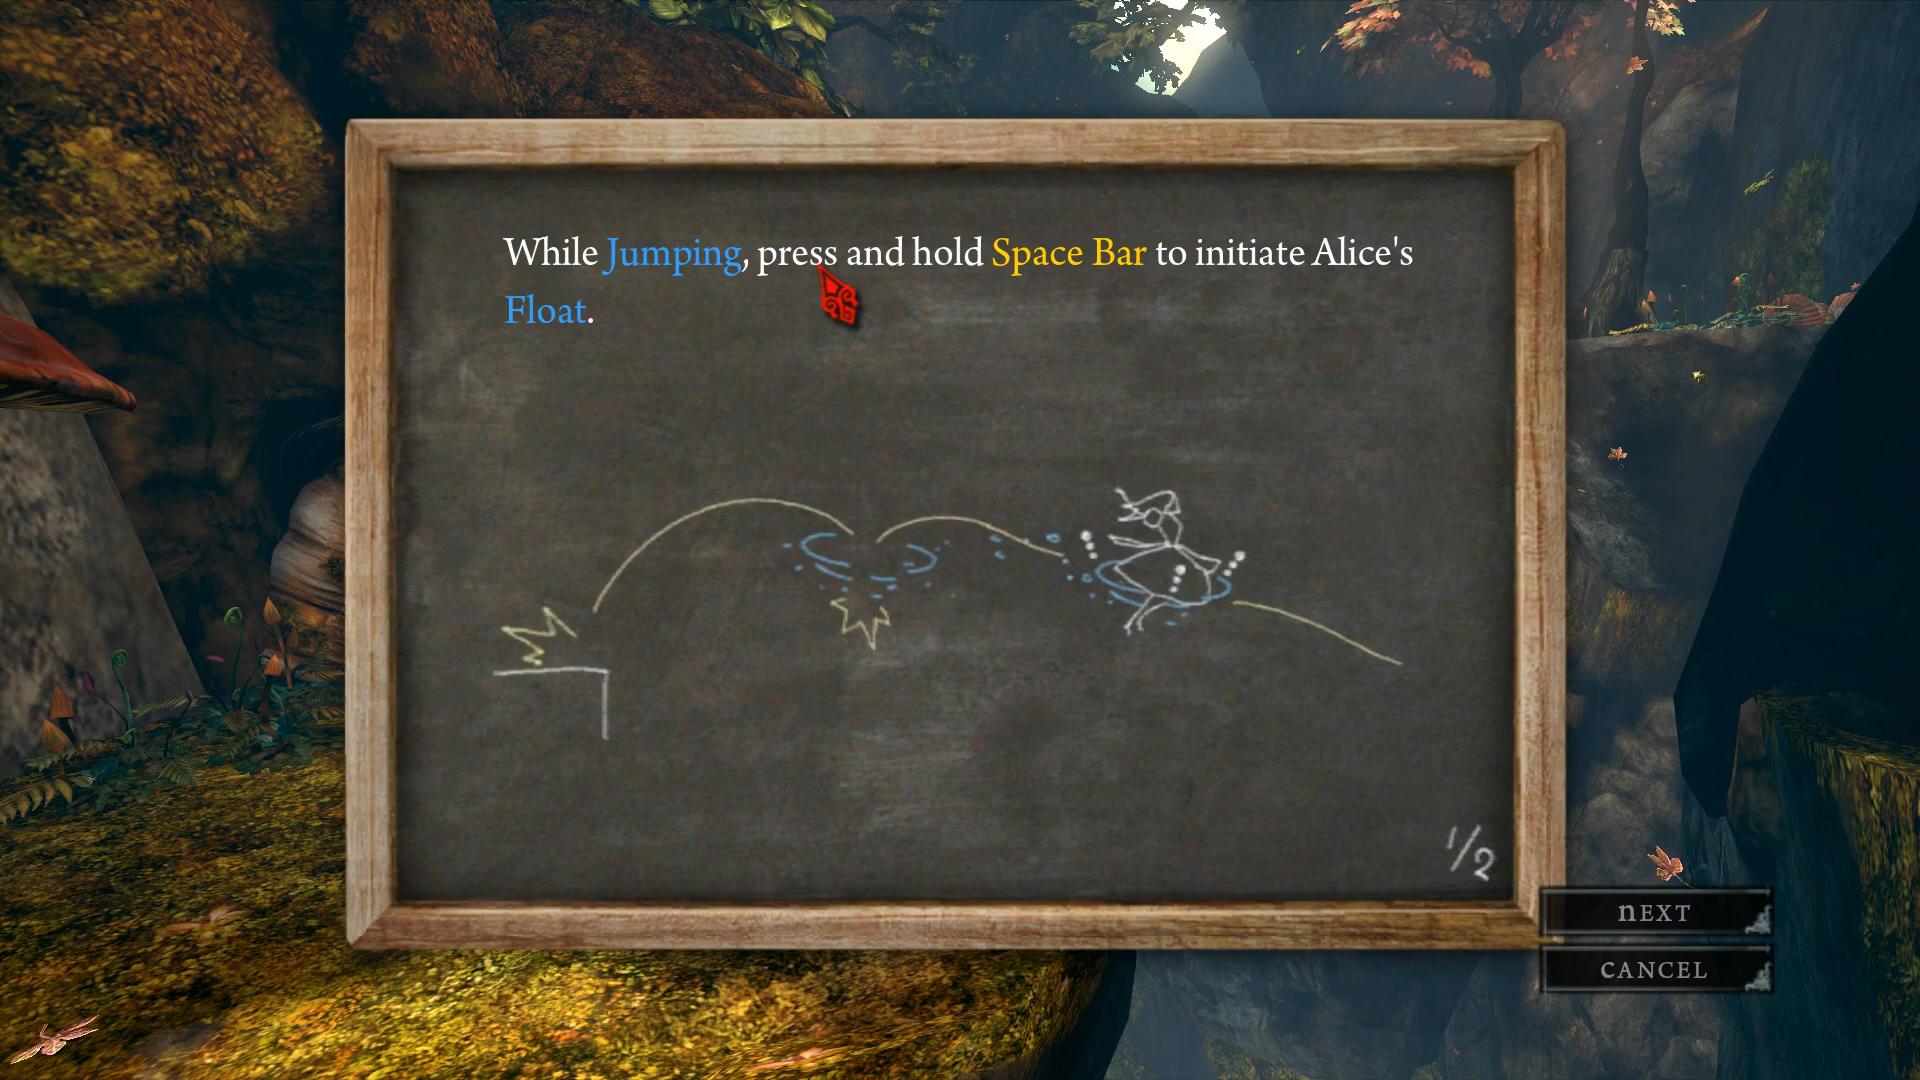 While Jumping, press and hold Space Bar to initiate Alice's
Float.
1/2
NEXT
CANCEL